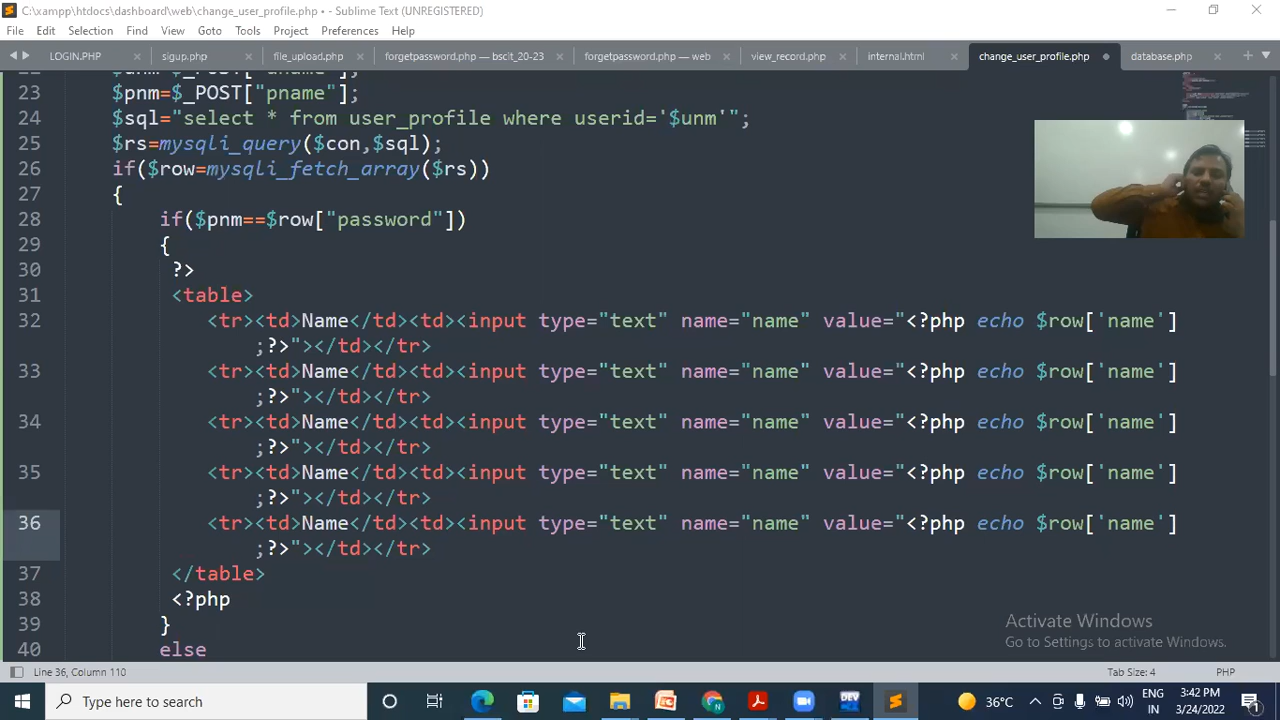 C:\xampp\htdocs\dashboard\web\change_user_profile.php • - Sublime Text (UNREGISTERED)
File Edit Selection Find View Goto Tools Project Preferences Help
LOGIN.PHP sigup.php file_upload.php forgetpassword.php — bscit_20-23 forgetpassword.php — web view_record.php internal.html change_user_profile.php database.php
23 $pnm=$_POST["pname"];
24 $sql="select * from user_profile where userid='$unm'";
25 $rs=mysqli_query($con,$sql);
26 if($row=mysqli_fetch_array($rs))
27 {
28 if($pnm==$row["password"])
29 {
30 ?>
31 <table>
32 <tr><td>Name</td><td><input type="text" name="name" value="<?php echo $row['name']
;?>"></td></tr>
33 <tr><td>Name</td><td><input type="text" name="name" value="<?php echo $row['name']
;?>"></td></tr>
34 <tr><td>Name</td><td><input type="text" name="name" value="<?php echo $row['name']
;?>"></td></tr>
35 <tr><td>Name</td><td><input type="text" name="name" value="<?php echo $row['name']
;?>"></td></tr>
36 <tr><td>Name</td><td><input type="text" name="name" value="<?php echo $row['name']
;?>"></td></tr>
37 </table>
38 <?php
39 }
40 else
Activate Windows
Go to Settings to activate Windows.
Line 36, Column 110 Tab Size: 4 PHP
Type here to search
36°C
ENG
IN
3:42 PM
3/24/2022
1